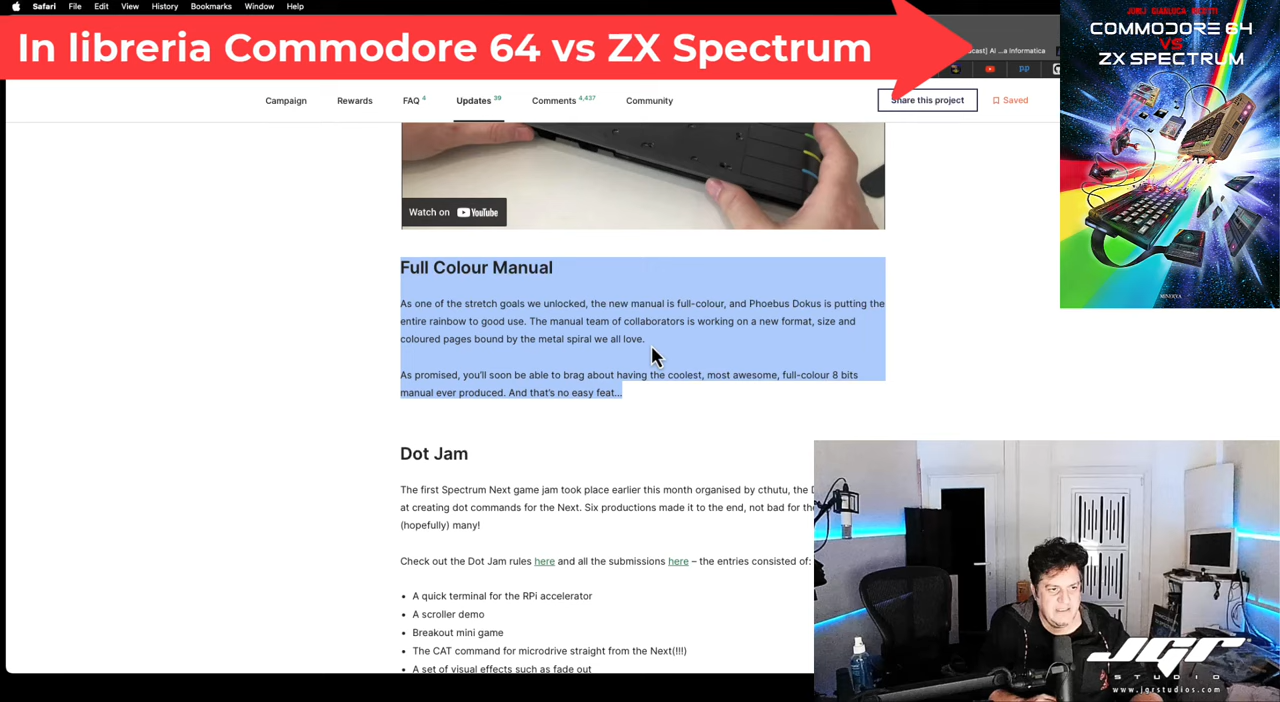 Safari File Edit View History Bookmarks Window Help
In libreria Commodore 64 vs ZX Spectrum
cast] AI ...a Informatica
Campaign Rewards FAQ 4 Updates 39 Comments 4,437 Community
Share this project
Saved
COMMODORE 64
VS
ZX SPECTRUM
MINERVA
Watch on YouTube
Full Colour Manual
As one of the stretch goals we unlocked, the new manual is full-colour, and Phoebus Dokus is putting the
entire rainbow to good use. The manual team of collaborators is working on a new format, size and
coloured pages bound by the metal spiral we all love.
As promised, you'll soon be able to brag about having the coolest, most awesome, full-colour 8 bits
manual ever produced. And that's no easy feat...
Dot Jam
The first Spectrum Next game jam took place earlier this month organised by cthutu, the D
at creating dot commands for the Next. Six productions made it to the end, not bad for the
(hopefully) many!
Check out the Dot Jam rules here and all the submissions here – the entries consisted of:
• A quick terminal for the RPi accelerator
• A scroller demo
• Breakout mini game
• The CAT command for microdrive straight from the Next(!!!)
• A set of visual effects such as fade out
JGR
STUDIO
www.jgrstudios.com